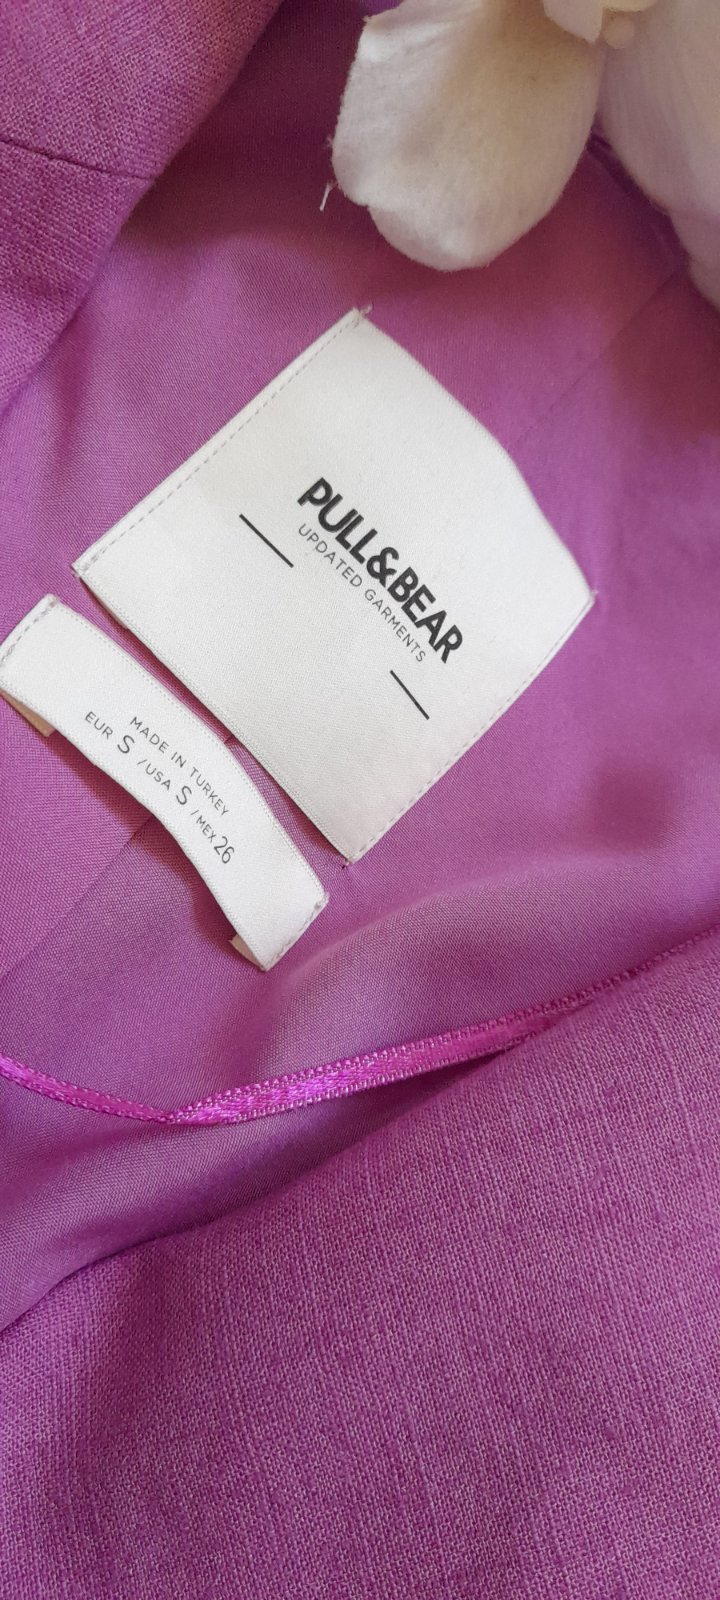 PULL&BEAR
UPDATED GARMENTS
MADE IN TURKEY
EUR S /USA S /MEX 26